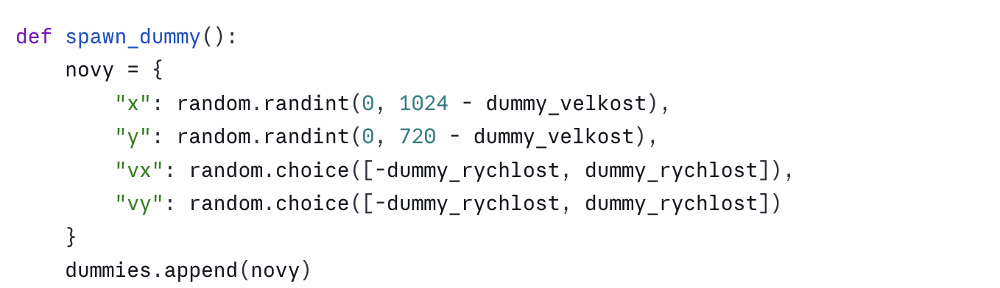 def spawn_dummy():
    novy = {
        "x": random.randint(0, 1024 - dummy_velkost),
        "y": random.randint(0, 720 - dummy_velkost),
        "vx": random.choice([-dummy_rychlost, dummy_rychlost]),
        "vy": random.choice([-dummy_rychlost, dummy_rychlost])
    }
    dummies.append(novy)